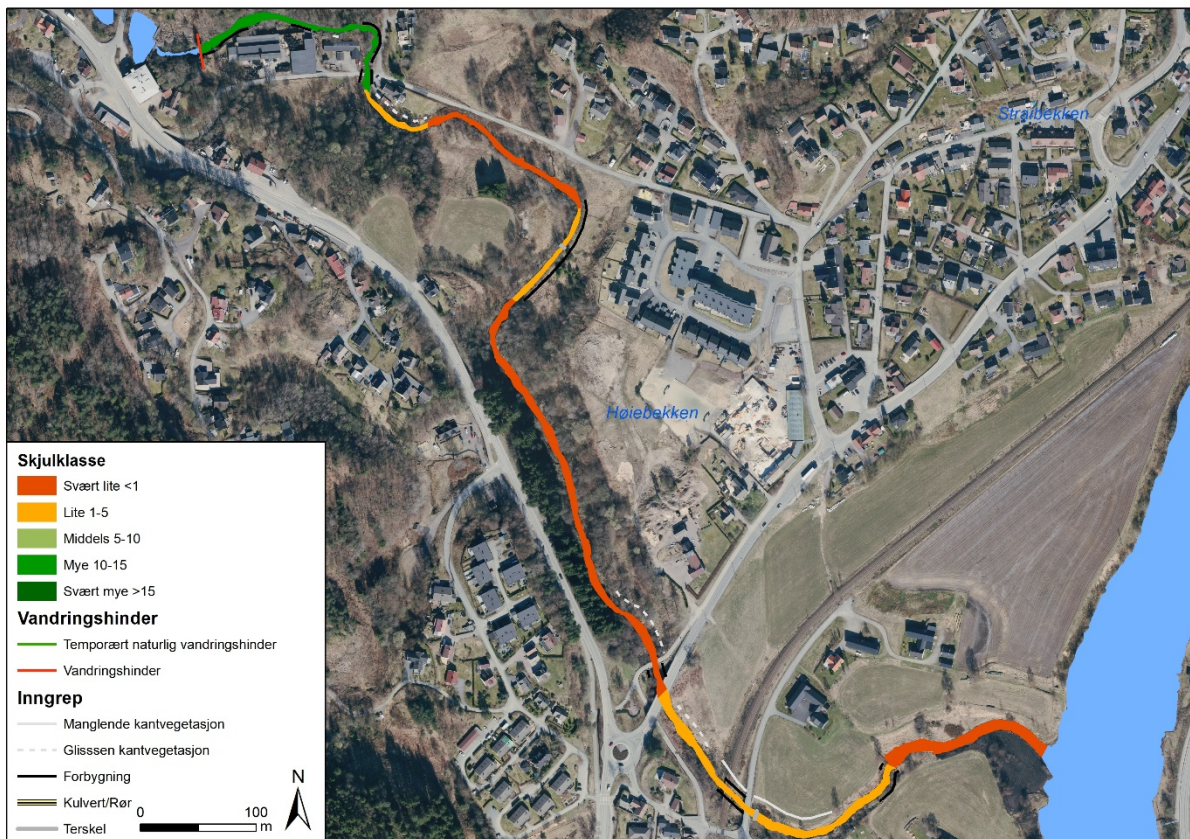 Straibekken
Høiebekken
Skjulklasse
Svært lite <1
Lite 1-5
Middels 5-10
Mye 10-15
Svært mye >15
Vandringshinder
Temporært naturlig vandringshinder
Vandringshinder
Inngrep
Manglende kantvegetasjon
Glisssen kantvegetasjon
Forbygning
Kulvert/Rør
Terskel
0 100
m
N